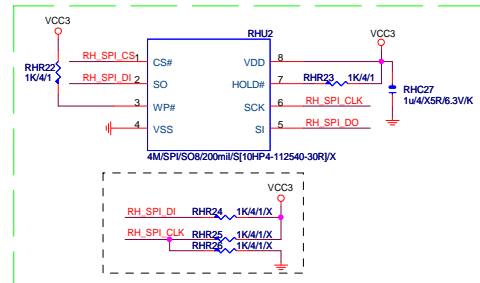 VCC3
RHU2
VCC3
RHR22
1K/4/1
RH_SPI_CS 1 CS# VDD 8
RH_SPI_DI 2 SO HOLD# 7 RHR23 1K/4/1
3 WP# SCK 6 RH_SPI_CLK
4 VSS SI 5 RH_SPI_DO
RHC27
1u/4/X5R/6.3V/K
4M/SPI/SO8/200mil/S[10HP4-112540-30R]/X
VCC3
RH_SPI_DI RHR24 1K/4/1/X
RH_SPI_CLK RHR25 1K/4/1/X
RHR26 1K/4/1/X